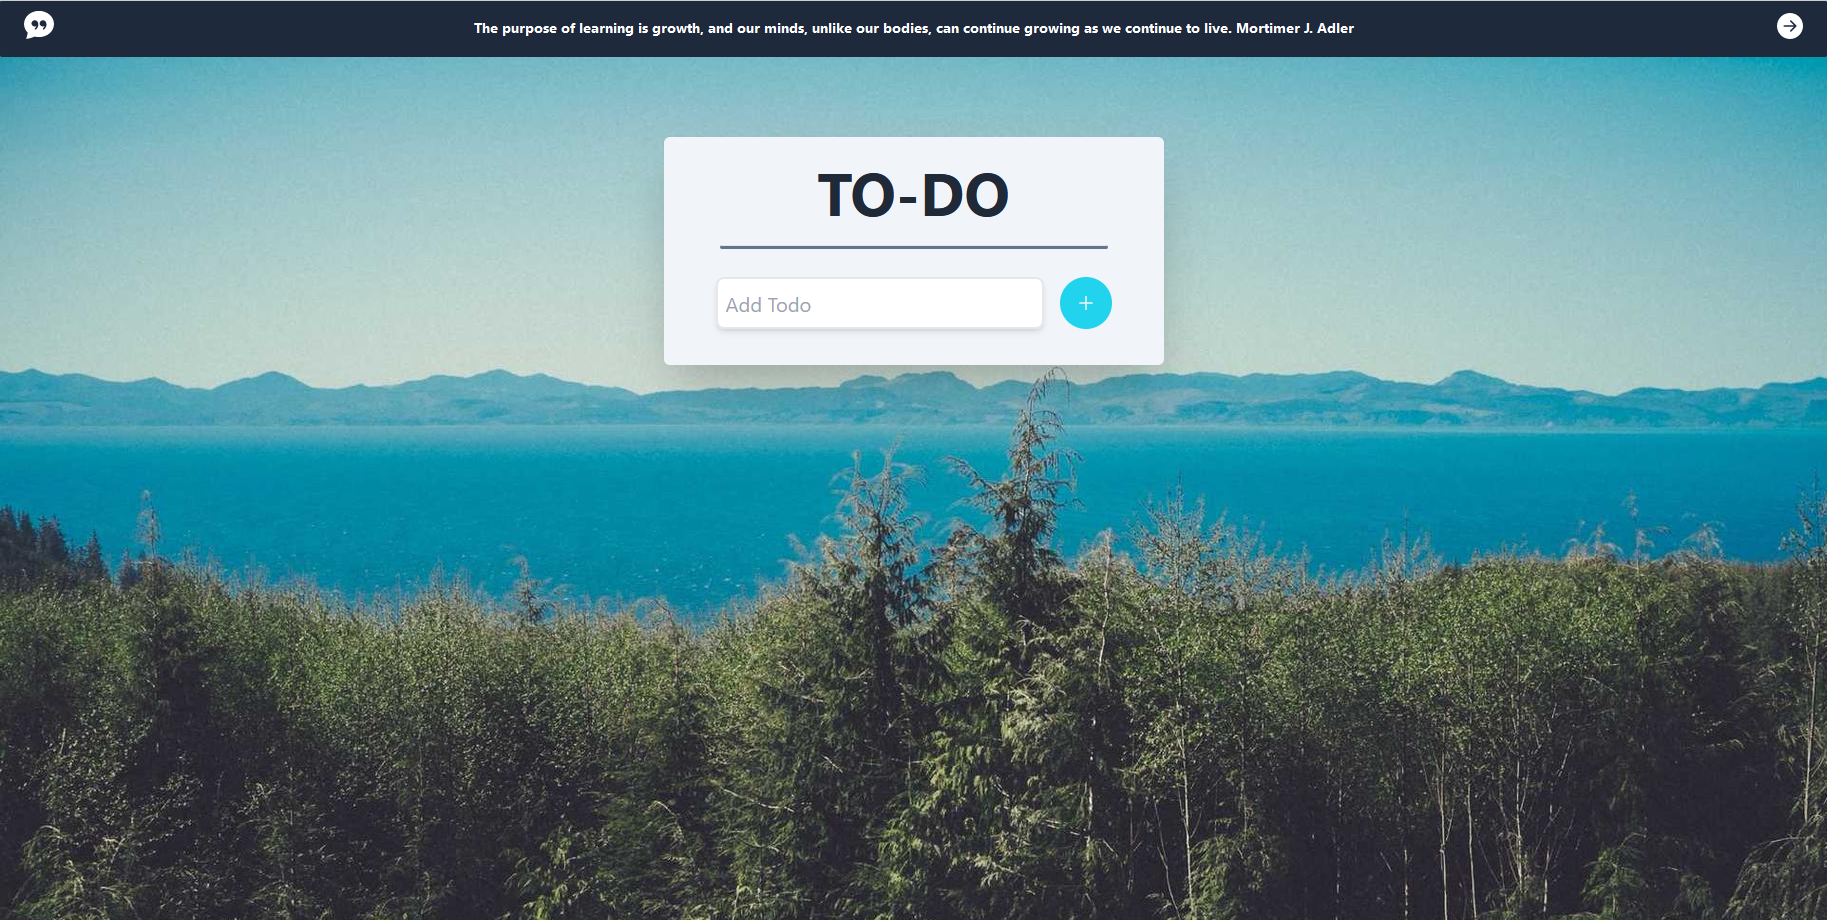 The purpose of learning is growth, and our minds, unlike our bodies, can continue growing as we continue to live. Mortimer J. Adler
TO-DO
Add Todo